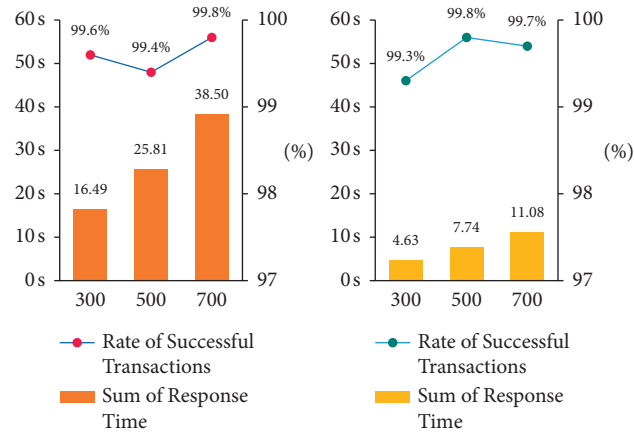 60 s
50 s
40 s
30 s
20 s
10 s
0 s
100
99
98
97
(%)
99.6%
99.4%
99.8%
16.49
25.81
38.50
300 500 700
Rate of Successful
Transactions
Sum of Response
Time
60 s
50 s
40 s
30 s
20 s
10 s
0 s
100
99
98
97
(%)
99.3%
99.8%
99.7%
4.63
7.74
11.08
300 500 700
Rate of Successful
Transactions
Sum of Response
Time